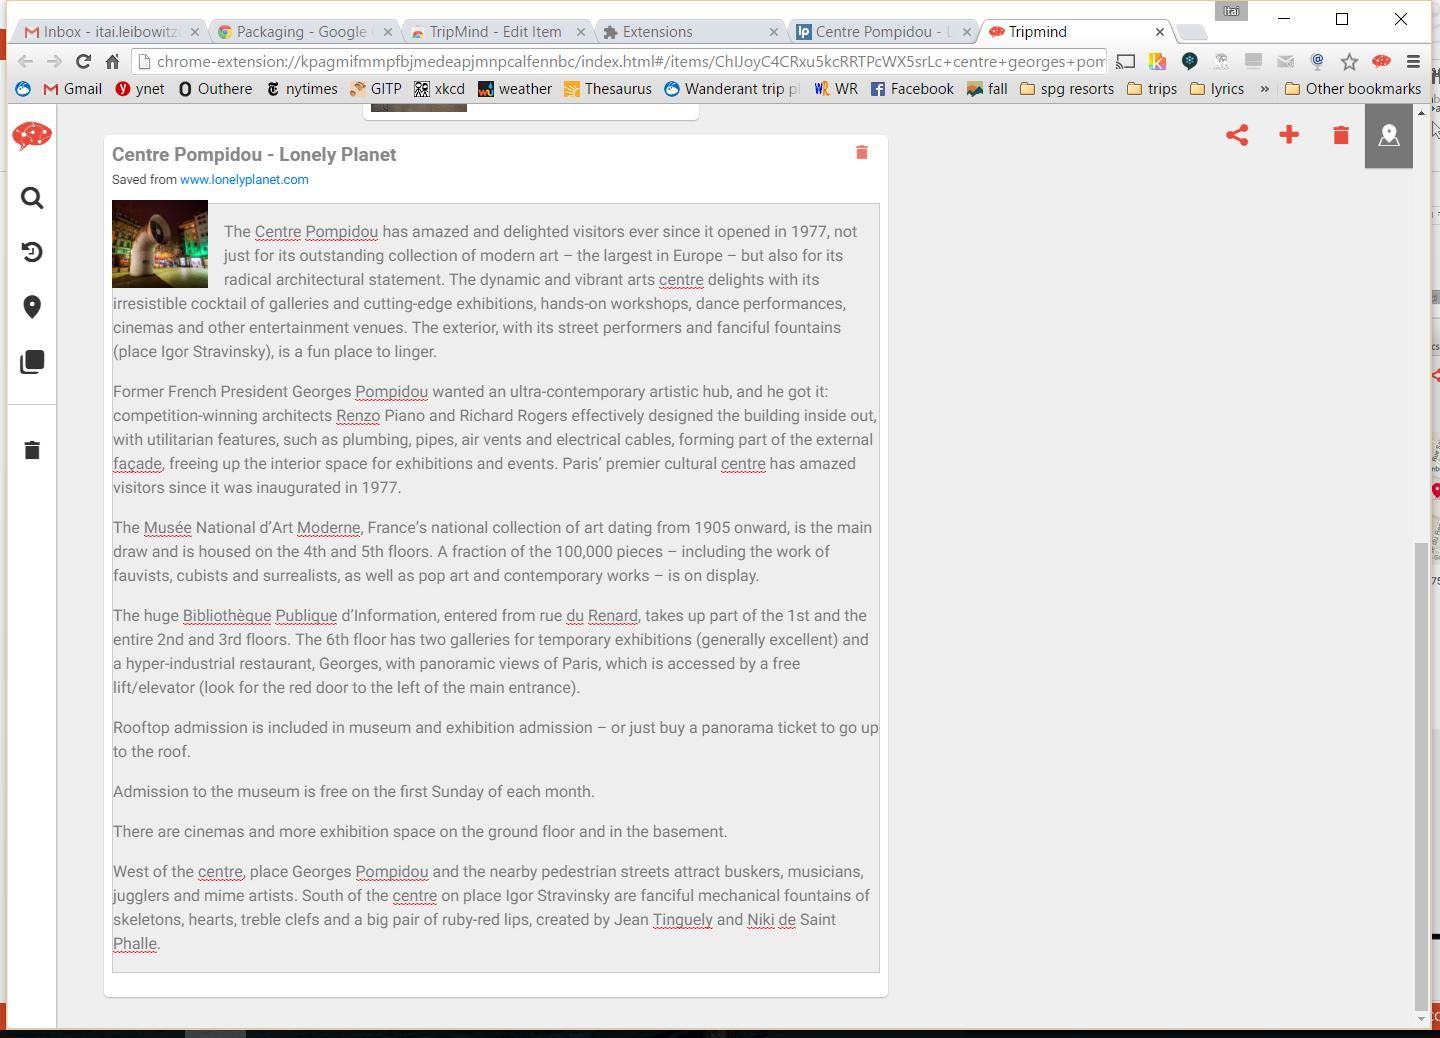 Itai
Inbox - itai.leibowitz
Packaging - Google
TripMind - Edit Item
Extensions
Centre Pompidou -
Tripmind
chrome-extension://kpagmifmmpfbjmedeapjmnpcalfennbc/index.html#/items/ChIJoyC4CRxu5kcRRTPcWX5srLc+centre+georges+pom
Gmail
ynet
Outhere
nytimes
GITP
xkcd
weather
Thesaurus
Wanderant trip pl
WR
Facebook
fall
spg resorts
trips
lyrics
»
Other bookmarks
Centre Pompidou - Lonely Planet
Saved from www.lonelyplanet.com
The Centre Pompidou has amazed and delighted visitors ever since it opened in 1977, not
just for its outstanding collection of modern art – the largest in Europe – but also for its
radical architectural statement. The dynamic and vibrant arts centre delights with its
irresistible cocktail of galleries and cutting-edge exhibitions, hands-on workshops, dance performances,
cinemas and other entertainment venues. The exterior, with its street performers and fanciful fountains
(place Igor Stravinsky), is a fun place to linger.
Former French President Georges Pompidou wanted an ultra-contemporary artistic hub, and he got it:
competition-winning architects Renzo Piano and Richard Rogers effectively designed the building inside out,
with utilitarian features, such as plumbing, pipes, air vents and electrical cables, forming part of the external
façade, freeing up the interior space for exhibitions and events. Paris’ premier cultural centre has amazed
visitors since it was inaugurated in 1977.
The Musée National d’Art Moderne, France’s national collection of art dating from 1905 onward, is the main
draw and is housed on the 4th and 5th floors. A fraction of the 100,000 pieces – including the work of
fauvists, cubists and surrealists, as well as pop art and contemporary works – is on display.
The huge Bibliothèque Publique d’Information, entered from rue du Renard, takes up part of the 1st and the
entire 2nd and 3rd floors. The 6th floor has two galleries for temporary exhibitions (generally excellent) and
a hyper-industrial restaurant, Georges, with panoramic views of Paris, which is accessed by a free
lift/elevator (look for the red door to the left of the main entrance).
Rooftop admission is included in museum and exhibition admission – or just buy a panorama ticket to go up
to the roof.
Admission to the museum is free on the first Sunday of each month.
There are cinemas and more exhibition space on the ground floor and in the basement.
West of the centre, place Georges Pompidou and the nearby pedestrian streets attract buskers, musicians,
jugglers and mime artists. South of the centre on place Igor Stravinsky are fanciful mechanical fountains of
skeletons, hearts, treble clefs and a big pair of ruby-red lips, created by Jean Tinguely and Niki de Saint
Phalle.